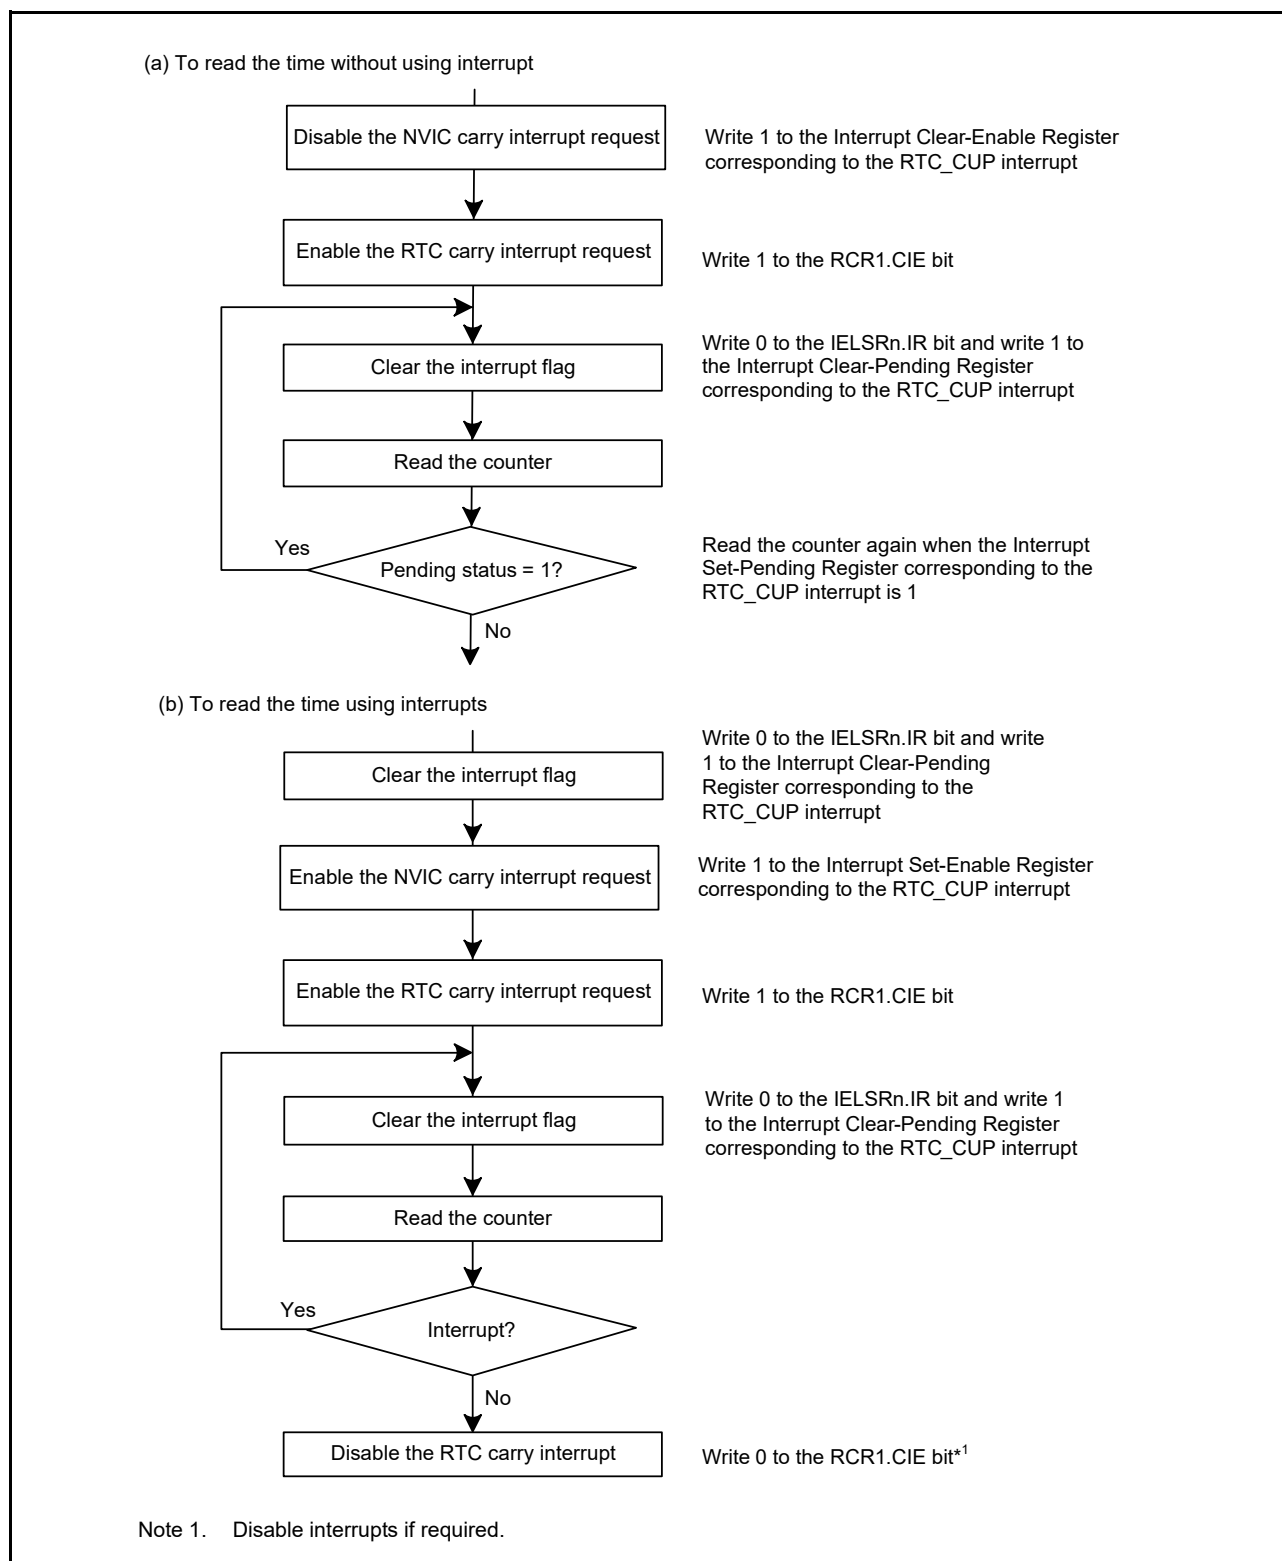 (a) To read the time without using interrupt
Disable the NVIC carry interrupt request
Write 1 to the Interrupt Clear-Enable Register
corresponding to the RTC_CUP interrupt
Enable the RTC carry interrupt request
Write 1 to the RCR1.CIE bit
Clear the interrupt flag
Write 0 to the IELSRn.IR bit and write 1 to
the Interrupt Clear-Pending Register
corresponding to the RTC_CUP interrupt
Read the counter
Yes
Pending status = 1?
Read the counter again when the Interrupt
Set-Pending Register corresponding to the
RTC_CUP interrupt is 1
No
(b) To read the time using interrupts
Clear the interrupt flag
Write 0 to the IELSRn.IR bit and write
1 to the Interrupt Clear-Pending
Register corresponding to the
RTC_CUP interrupt
Enable the NVIC carry interrupt request
Write 1 to the Interrupt Set-Enable Register
corresponding to the RTC_CUP interrupt
Enable the RTC carry interrupt request
Write 1 to the RCR1.CIE bit
Clear the interrupt flag
Write 0 to the IELSRn.IR bit and write 1
to the Interrupt Clear-Pending Register
corresponding to the RTC_CUP interrupt
Read the counter
Yes
Interrupt?
No
Disable the RTC carry interrupt
Write 0 to the RCR1.CIE bit*1
Note 1. Disable interrupts if required.